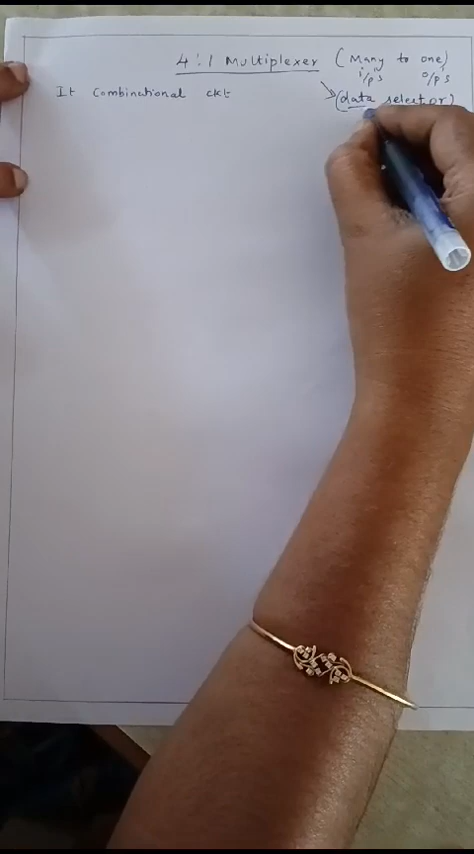 4:1 Multiplexer (Many to one)
i/p's o/p's
It Combinational ckt (data selector)